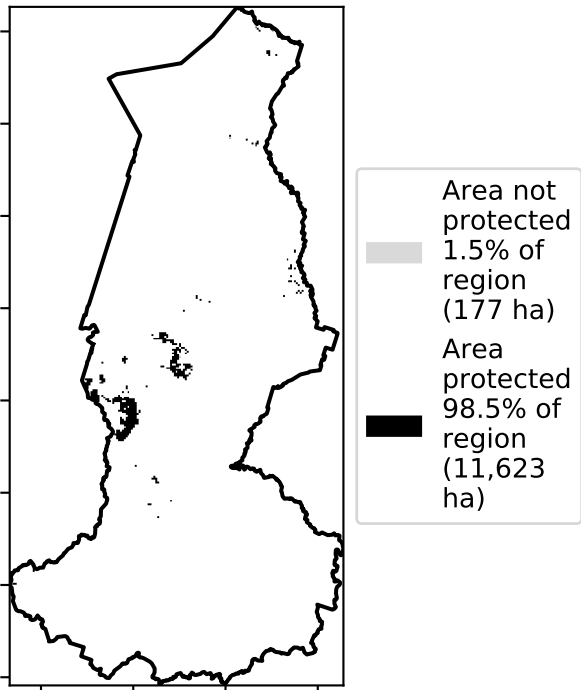 Area not
protected
1.5% of
region
(177 ha)
Area
protected
98.5% of
region
(11,623
ha)